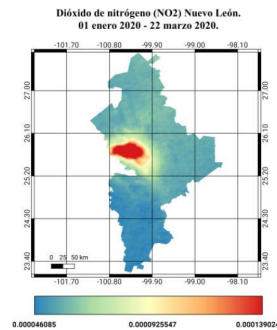 Dióxido de nitrógeno (NO2) Nuevo León.
01 enero 2020 - 22 marzo 2020.
-101.70 -100.80 -99.90 -99.00 -98.10
27.00 27.00
26.10 26.10
25.20 25.20
24.30 24.30
23.40 23.40
0 25 50 km
-101.70 -100.80 -99.90 -99.00 -98.10
0.000046085 0.0000925547 0.000139024